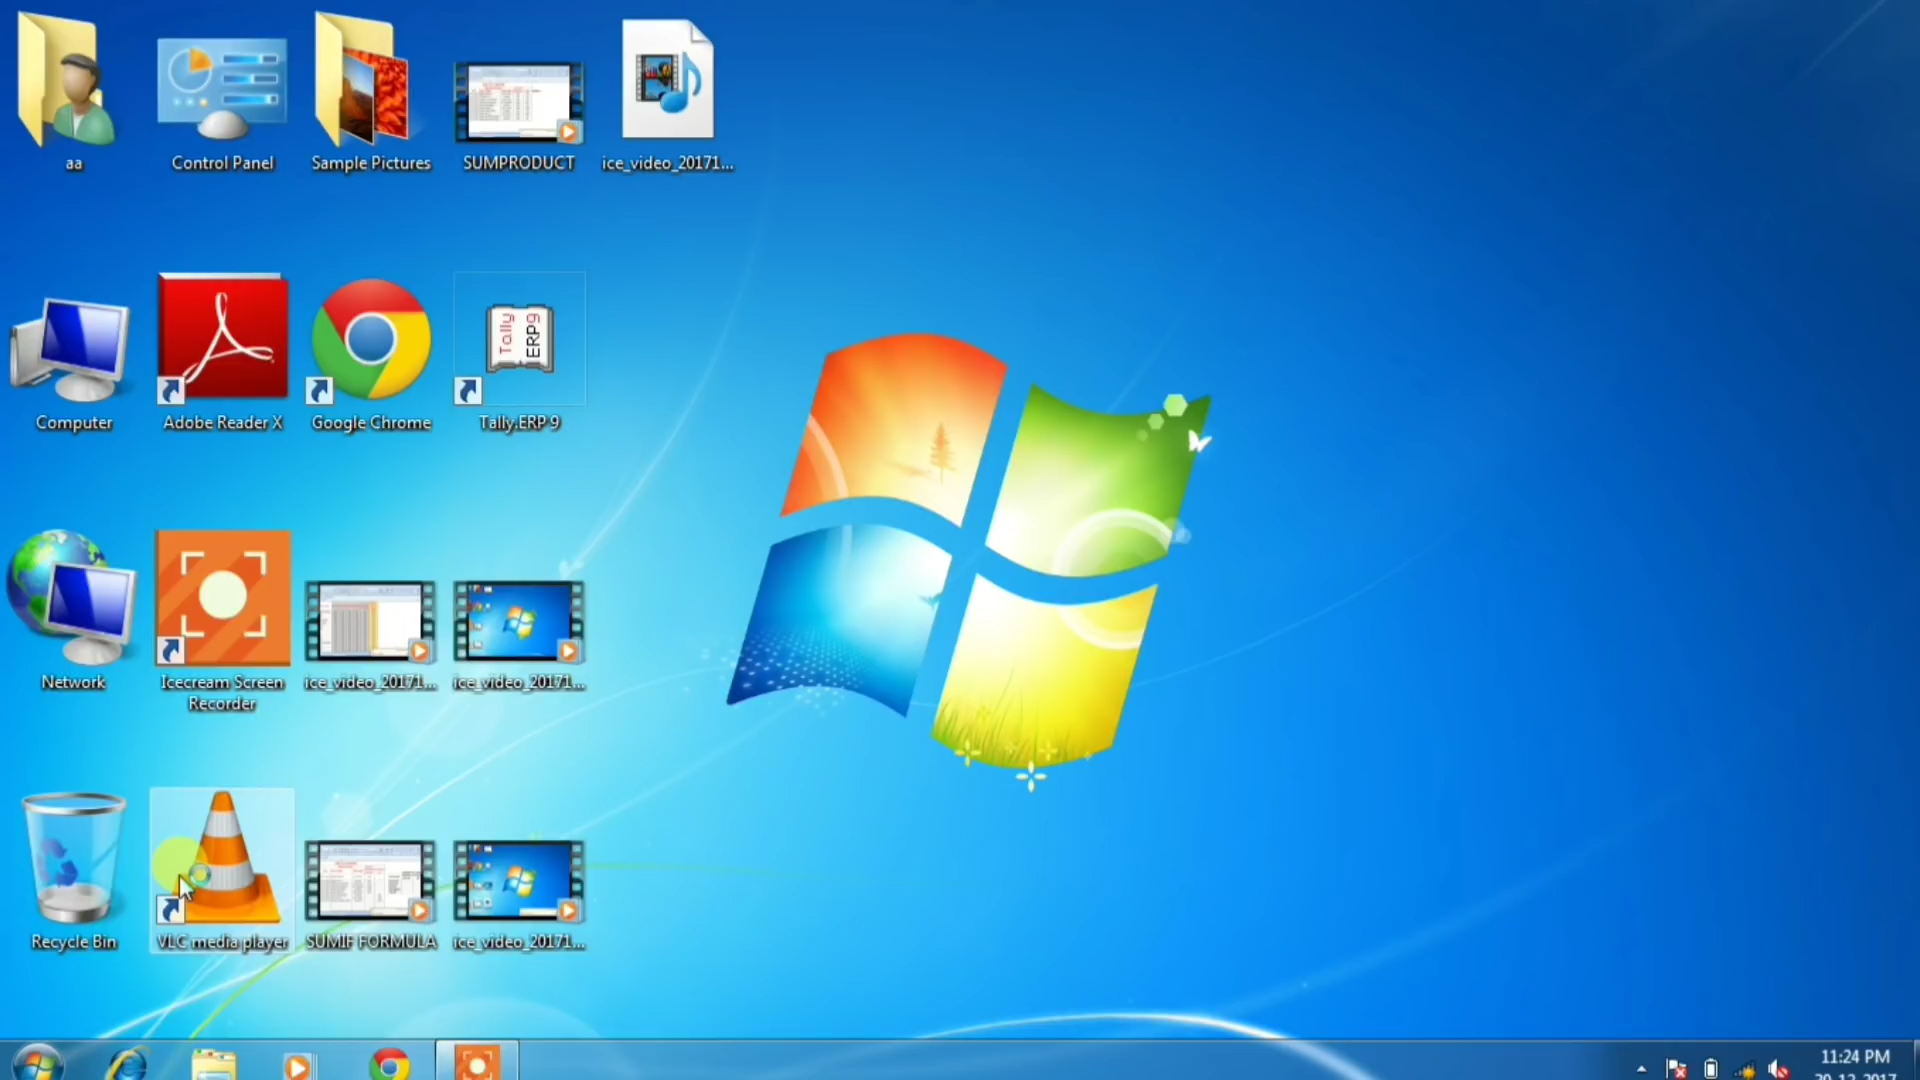 aa
Control Panel
Sample Pictures
SUMPRODUCT
ice_video_20171...
Computer
Adobe Reader X
Google Chrome
Tally
ERP9
Tally.ERP 9
Network
Icecream Screen
Recorder
ice_video_20171...
ice_video_20171...
Recycle Bin
VLC media player
SUMIF FORMULA
ice_video_20171...
11:24 PM